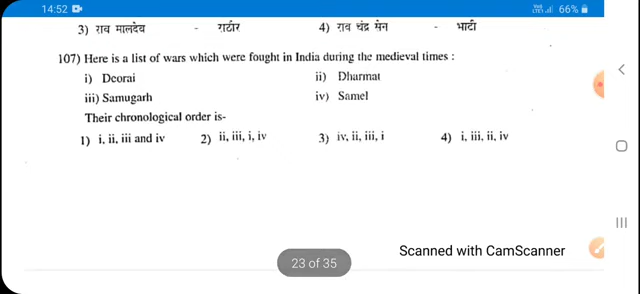 14:52 66%
3) राव मालदेव - राठौर 4) राव चंद्र सेन - भाटी
107) Here is a list of wars which were fought in India during the medieval times :
i) Deorai ii) Dharmat
iii) Samugarh iv) Samel
Their chronological order is-
1) i, ii, iii and iv 2) ii, iii, i, iv 3) iv, ii, iii, i 4) i, iii, ii, iv
Scanned with CamScanner
23 of 35